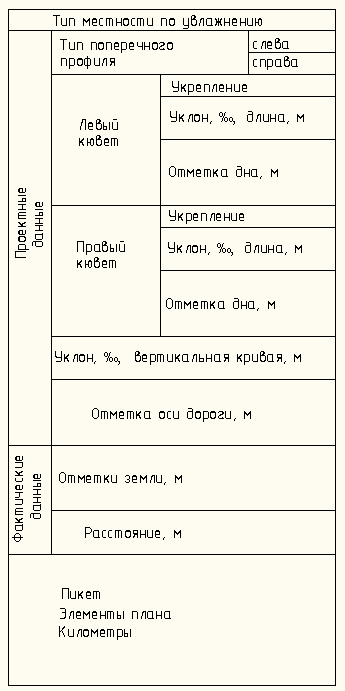 Тип местности по увлажнению
Проектные
данные
Тип поперечного
профиля
слева
справа
Левый
кювет
Укрепление
Уклон, ‰, длина, м
Отметка дна, м
Правый
кювет
Укрепление
Уклон, ‰, длина, м
Отметка дна, м
Уклон, ‰, вертикальная кривая, м
Отметка оси дороги, м
Фактические
данные
Отметки земли, м
Расстояние, м
Пикет
Элементы плана
Километры